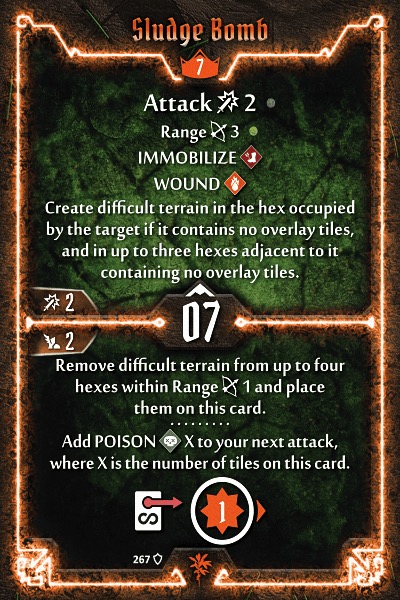 Sludge Bomb
7
Attack 2
Range 3
IMMOBILIZE
WOUND
Create difficult terrain in the hex occupied
by the target if it contains no overlay tiles,
and in up to three hexes adjacent to it
containing no overlay tiles.
2
07
2
Remove difficult terrain from up to four
hexes within Range 1 and place
them on this card.
Add POISON X to your next attack,
where X is the number of tiles on this card.
1
267